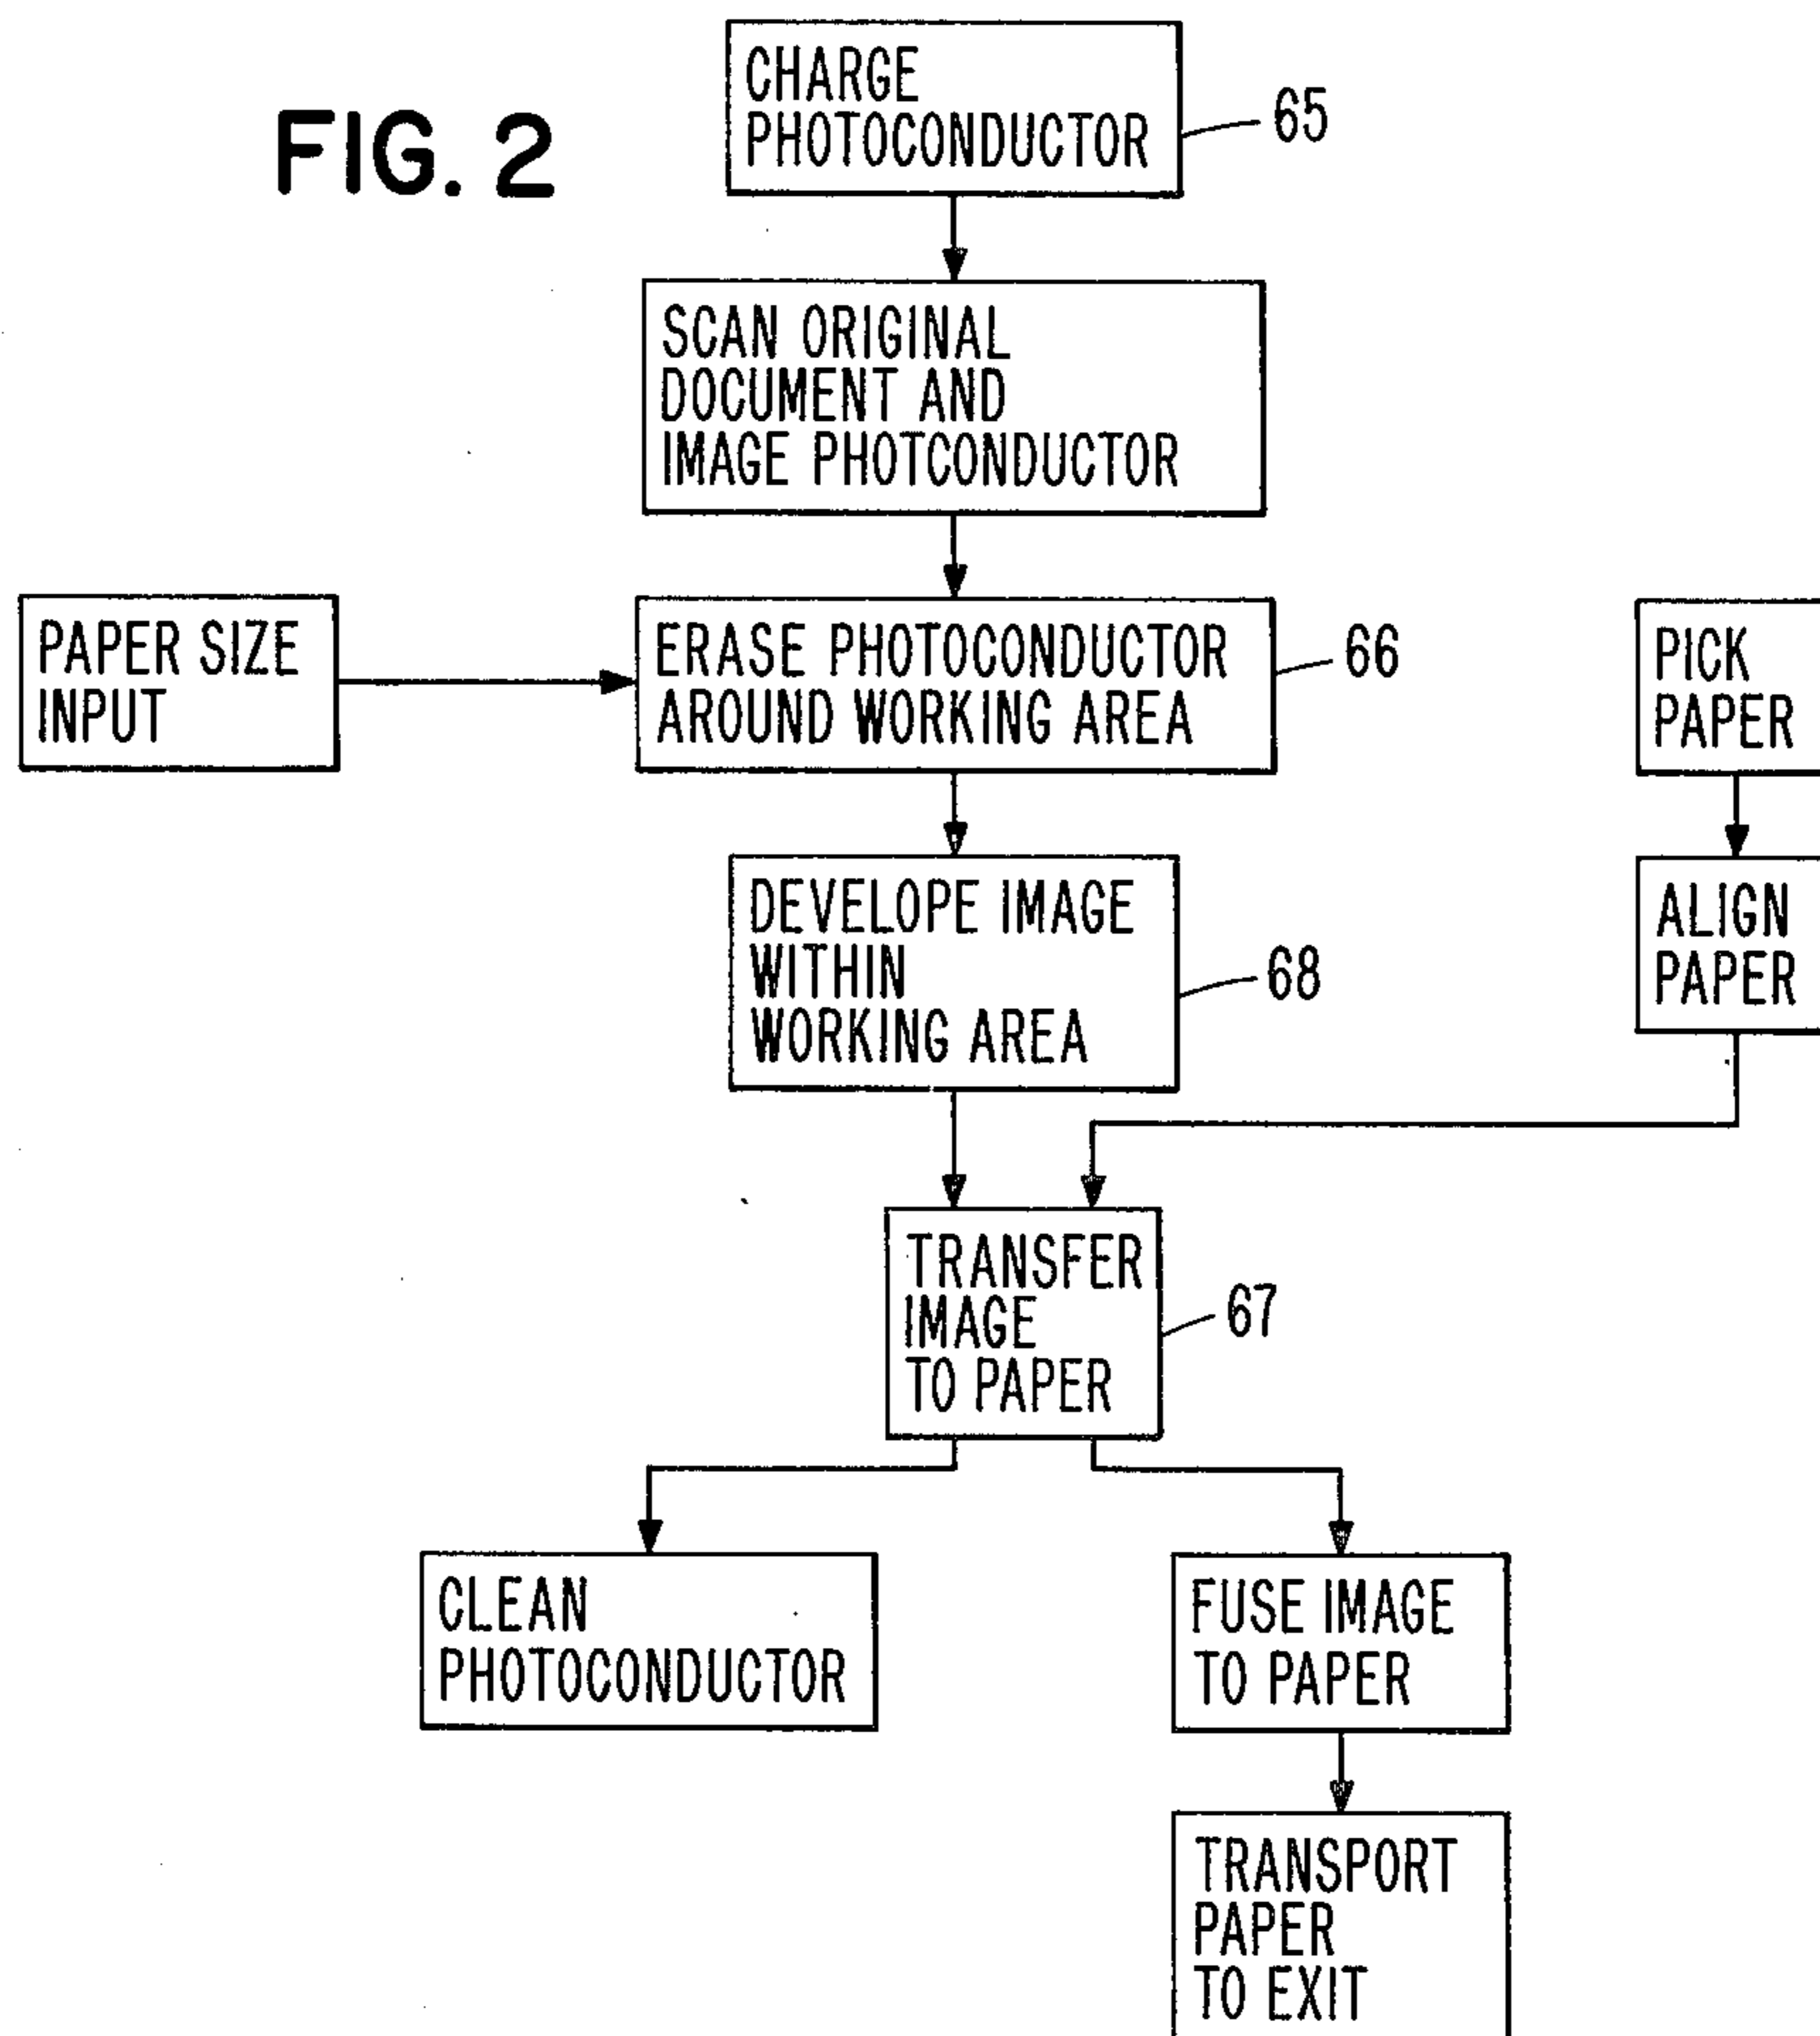 FIG. 2
CHARGE
PHOTOCONDUCTOR
65
SCAN ORIGINAL
DOCUMENT AND
IMAGE PHOTCONDUCTOR
PAPER SIZE
INPUT
ERASE PHOTOCONDUCTOR
AROUND WORKING AREA
66
PICK
PAPER
DEVELOPE IMAGE
WITHIN
WORKING AREA
68
ALIGN
PAPER
TRANSFER
IMAGE
TO PAPER
67
CLEAN
PHOTOCONDUCTOR
FUSE IMAGE
TO PAPER
TRANSPORT
PAPER
TO EXIT